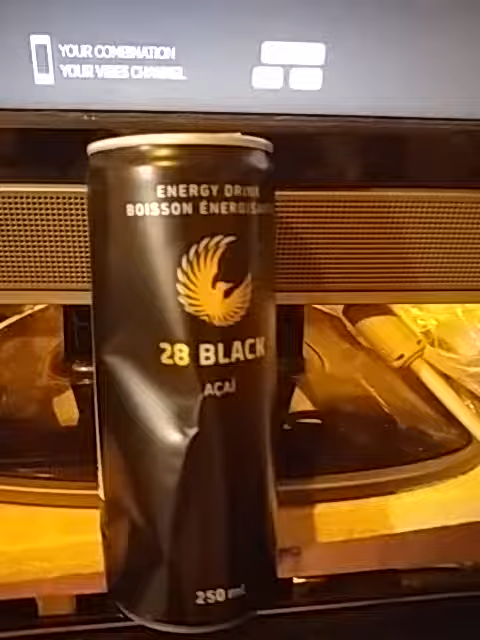 YOUR COMBINATION
YOUR VIBES CHANNEL
ENERGY DRINK
BOISSON ÉNERGISANTE
28 BLACK
AÇAÍ
250 ml